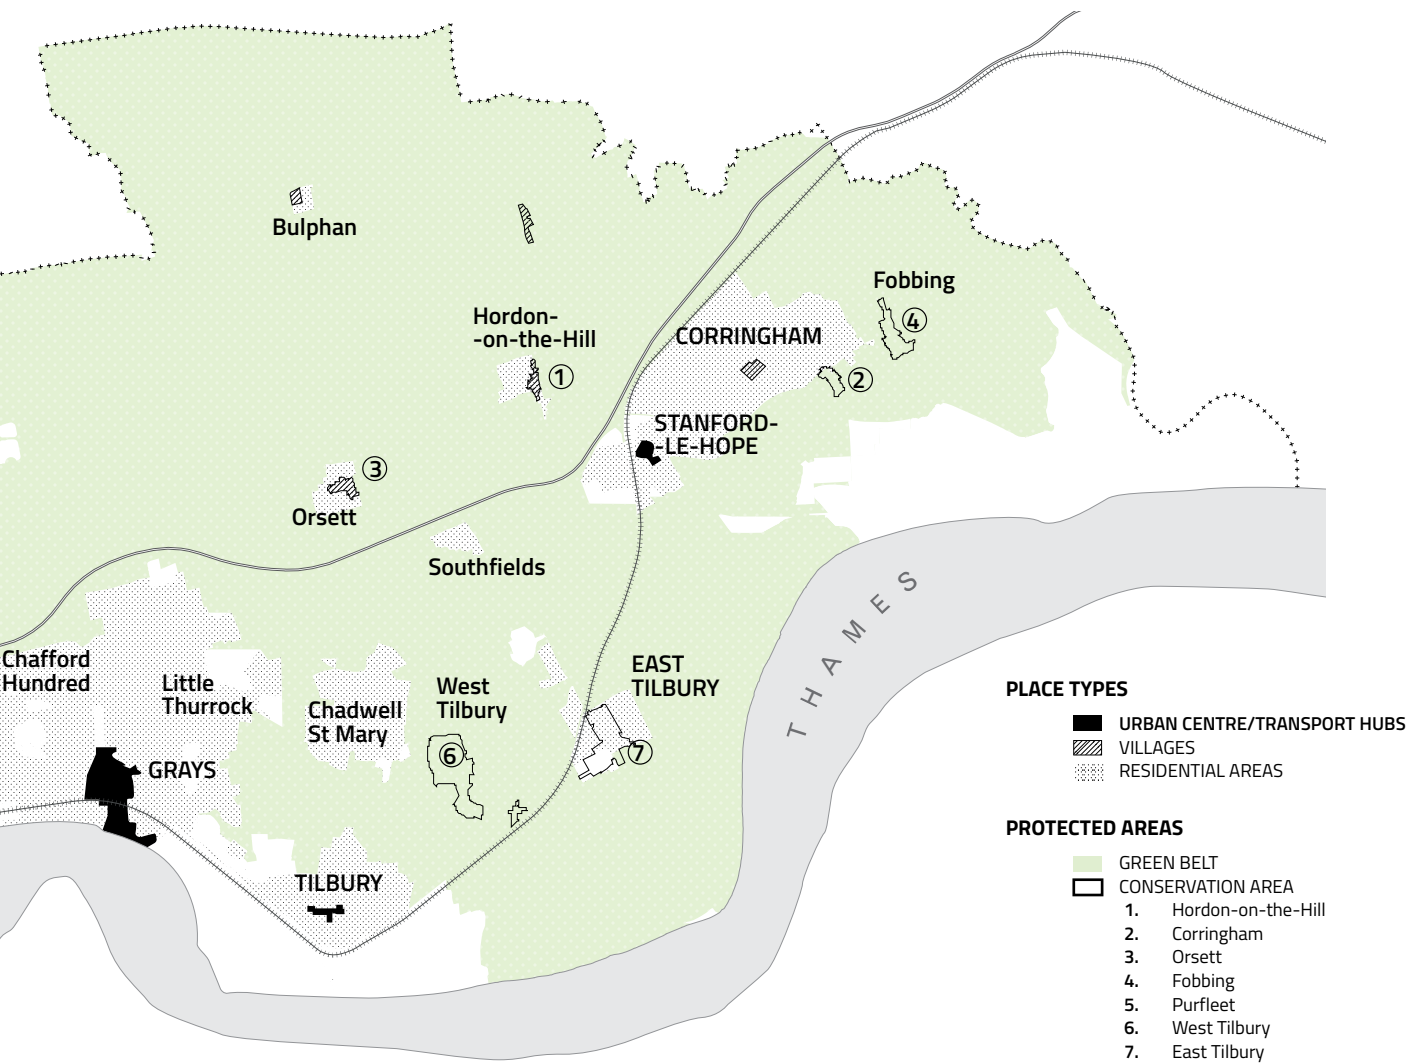 Bulphan
Fobbing
4
Hordon-
-on-the-Hill
1
CORRINGHAM
2
STANFORD-
-LE-HOPE
3
Orsett
Southfields
THAMES
Chafford
Hundred
Little
Thurrock
Chadwell
St Mary
West
Tilbury
6
EAST
TILBURY
7
GRAYS
TILBURY
PLACE TYPES
URBAN CENTRE/TRANSPORT HUBS
VILLAGES
RESIDENTIAL AREAS
PROTECTED AREAS
GREEN BELT
CONSERVATION AREA
1. Hordon-on-the-Hill
2. Corringham
3. Orsett
4. Fobbing
5. Purfleet
6. West Tilbury
7. East Tilbury